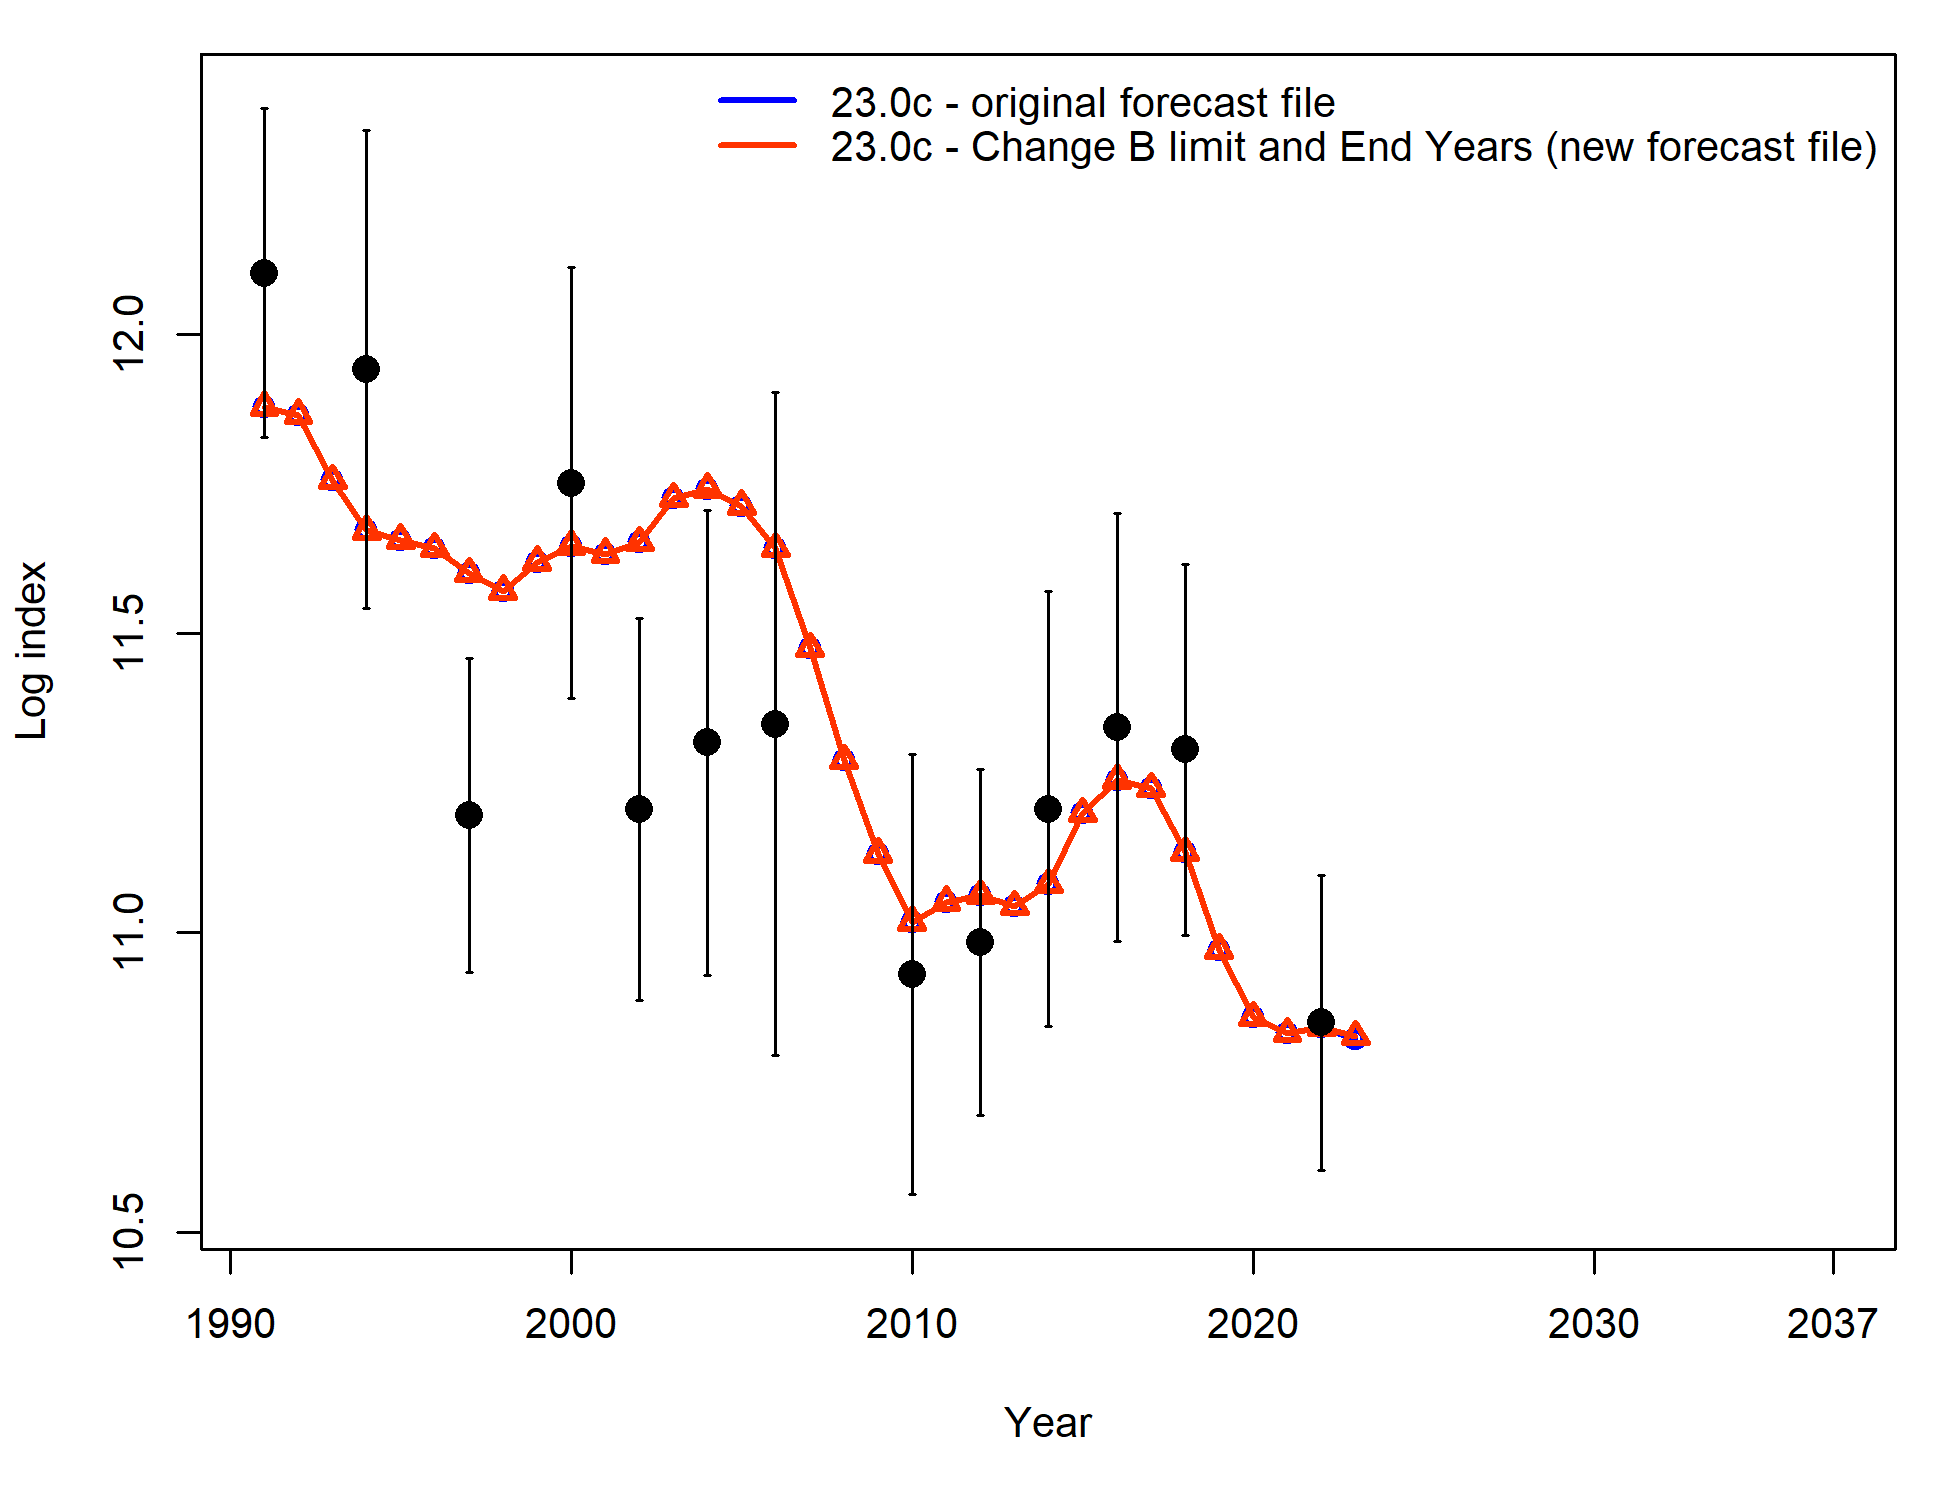 23.0c - original forecast file
23.0c - Change B limit and End Years (new forecast file)
Log index
12.0
11.5
11.0
10.5
1990 2000 2010 2020 2030 2037
Year